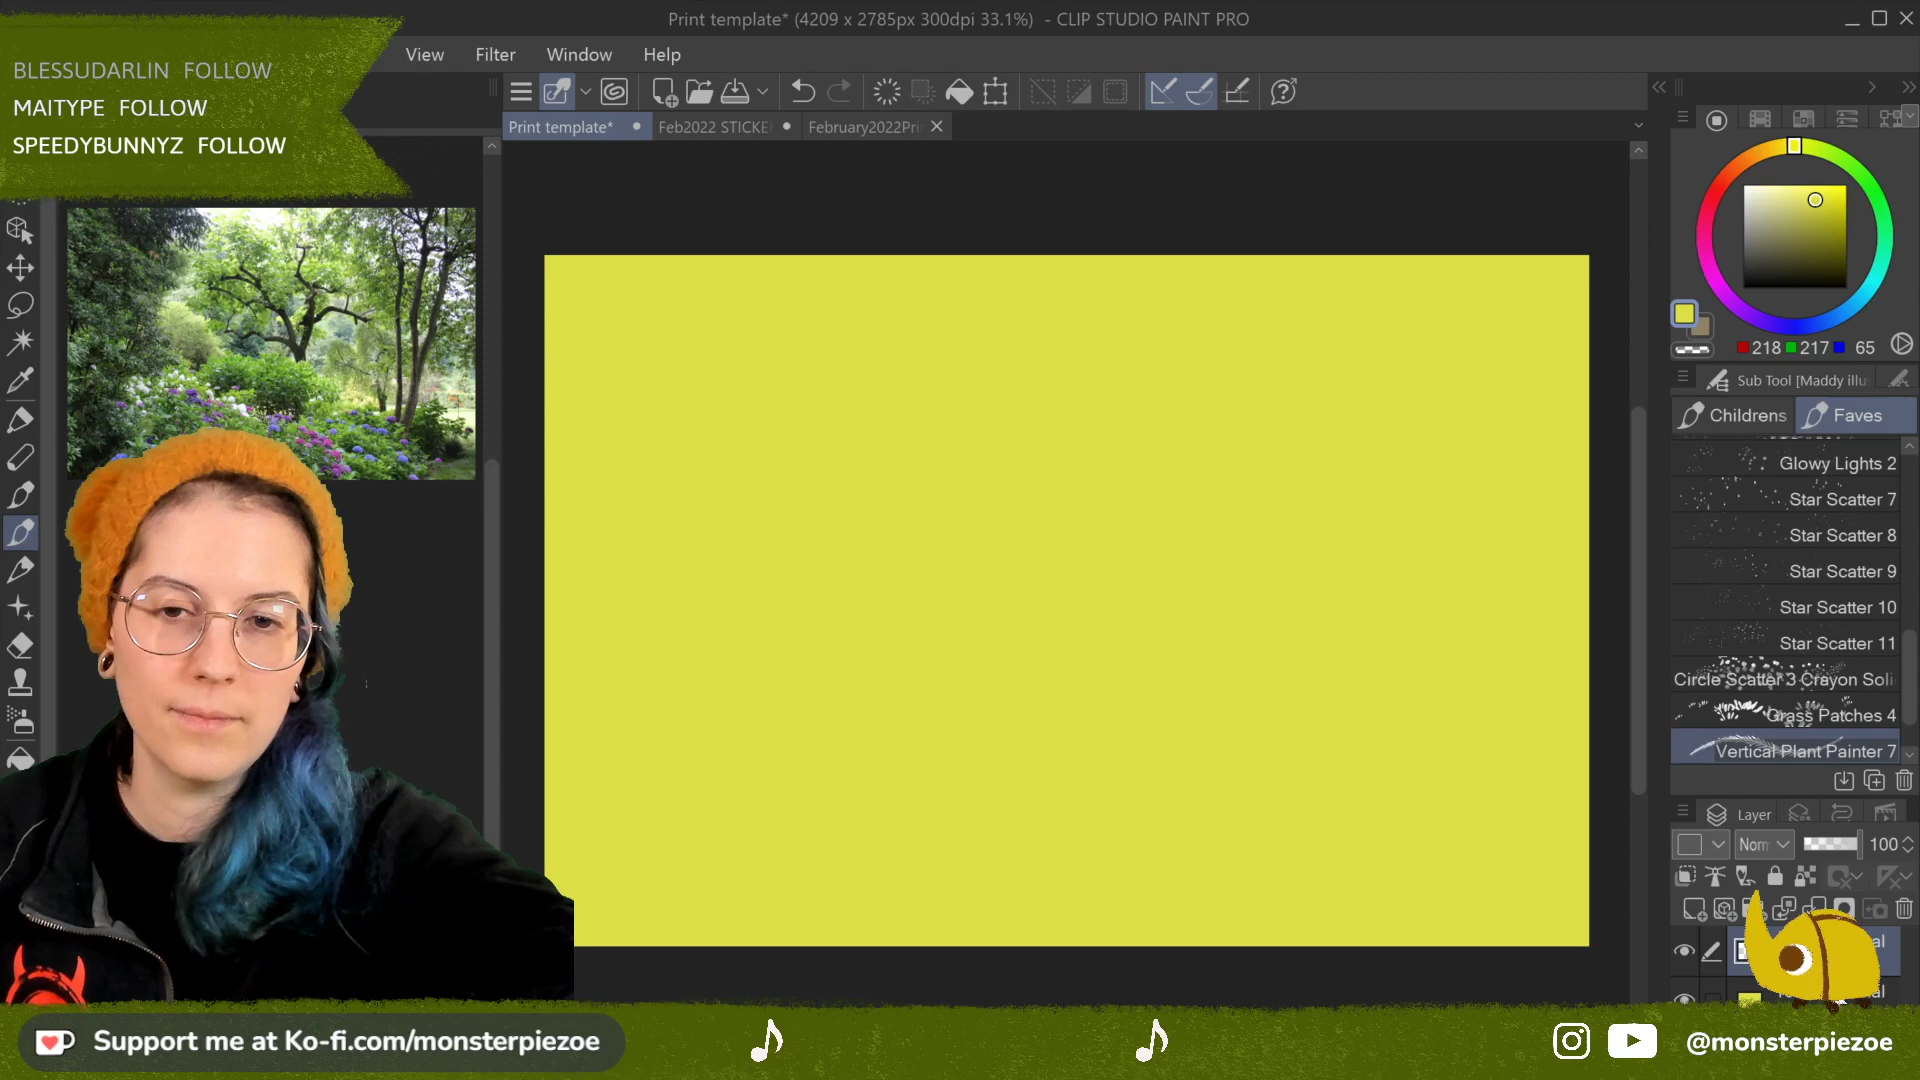 Print template* (4209 x 2785px 300dpi 33.1%) - CLIP STUDIO PAINT PRO
BLESSUDARLIN FOLLOW
MAITYPE FOLLOW
SPEEDYBUNNYZ FOLLOW
View Filter Window Help
Print template* Feb2022 STICKE February2022Pri
218 217 65
Sub Tool [Maddy illu
Childrens Faves
Glowy Lights 2
Star Scatter 7
Star Scatter 8
Star Scatter 9
Star Scatter 10
Star Scatter 11
Circle Scatter 3 Crayon Soli
Grass Patches 4
Vertical Plant Painter 7
Layer
Norm 100
al
al
Support me at Ko-fi.com/monsterpiezoe
@monsterpiezoe